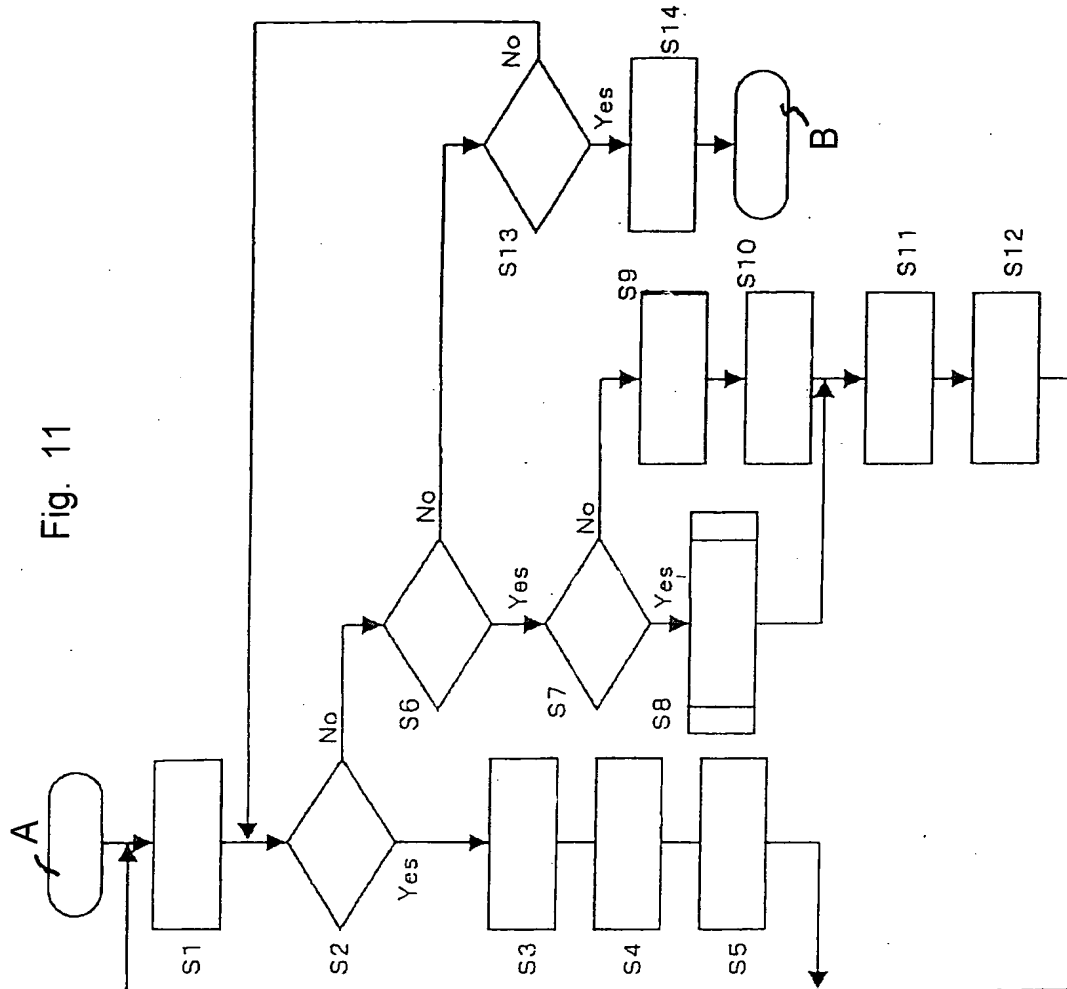 Fig. 11
A
S1
S2
No
Yes
S3
S4
S5
S6
No
Yes
S7
No
Yes
S8
S9
S10
S11
S12
S13
No
Yes
S14
B